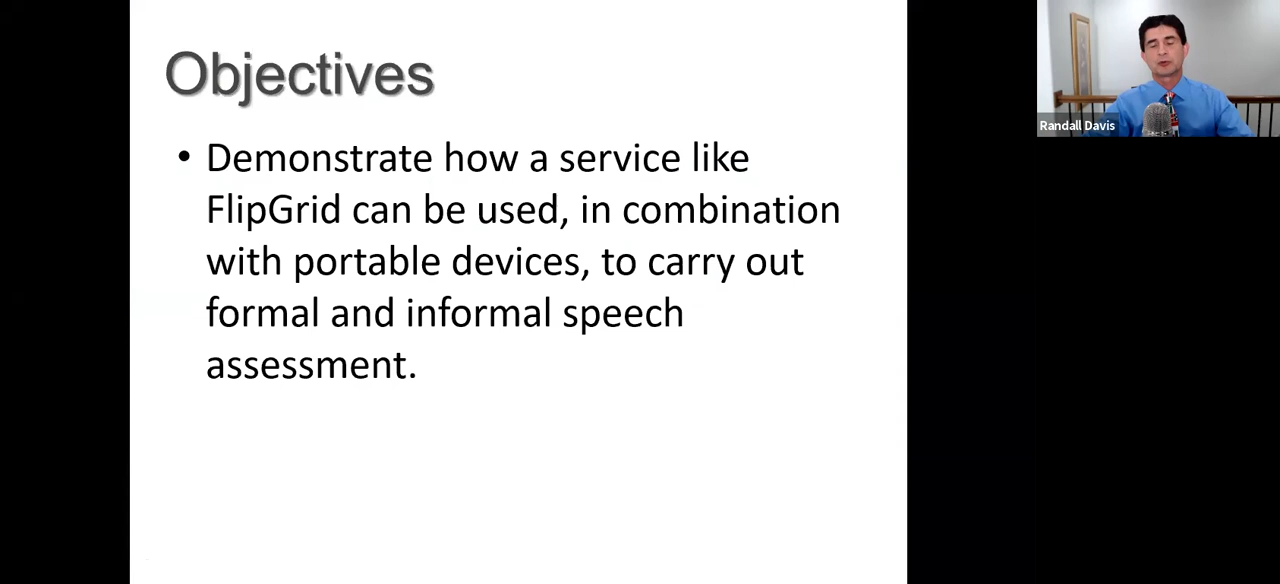 Objectives
• Demonstrate how a service like
FlipGrid can be used, in combination
with portable devices, to carry out
formal and informal speech
assessment.
Randall Davis